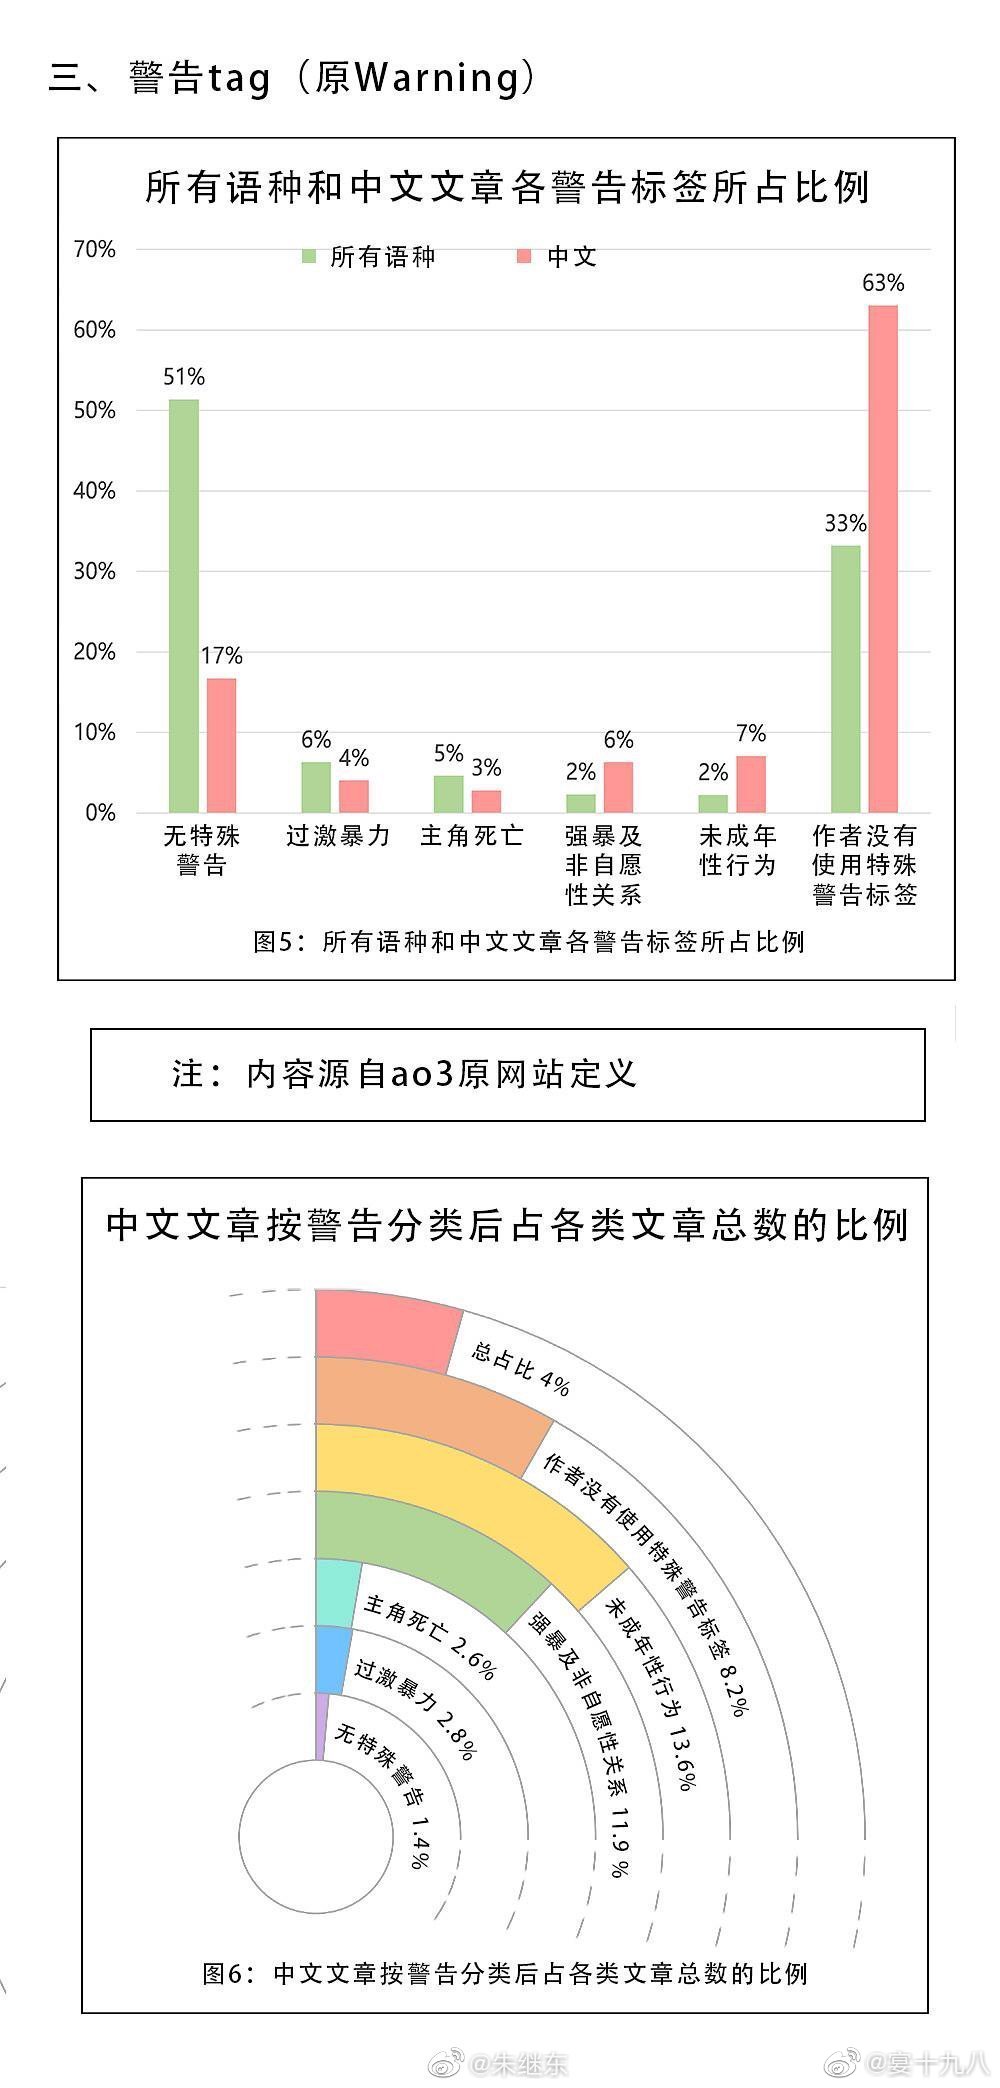 三、警告tag（原Warning）
所有语种和中文文章各警告标签所占比例
70%
所有语种
中文
60%
50%
40%
30%
20%
10%
0%
51%
17%
6%
4%
5%
3%
2%
6%
2%
7%
33%
63%
无特殊
警告
过激暴力
主角死亡
强暴及
非自愿
性关系
未成年
性行为
作者没有
使用特殊
警告标签
图5：所有语种和中文文章各警告标签所占比例
注：内容源自ao3原网站定义
中文文章按警告分类后占各类文章总数的比例
总占比 4%
作者没有使用特殊警告标签 8.2%
未成年性行为 13.6%
强暴及非自愿性关系 11.9 %
主角死亡 2.6%
过激暴力 2.8%
无特殊警告 1.4%
图6：中文文章按警告分类后占各类文章总数的比例
@朱继东
@宴十九八